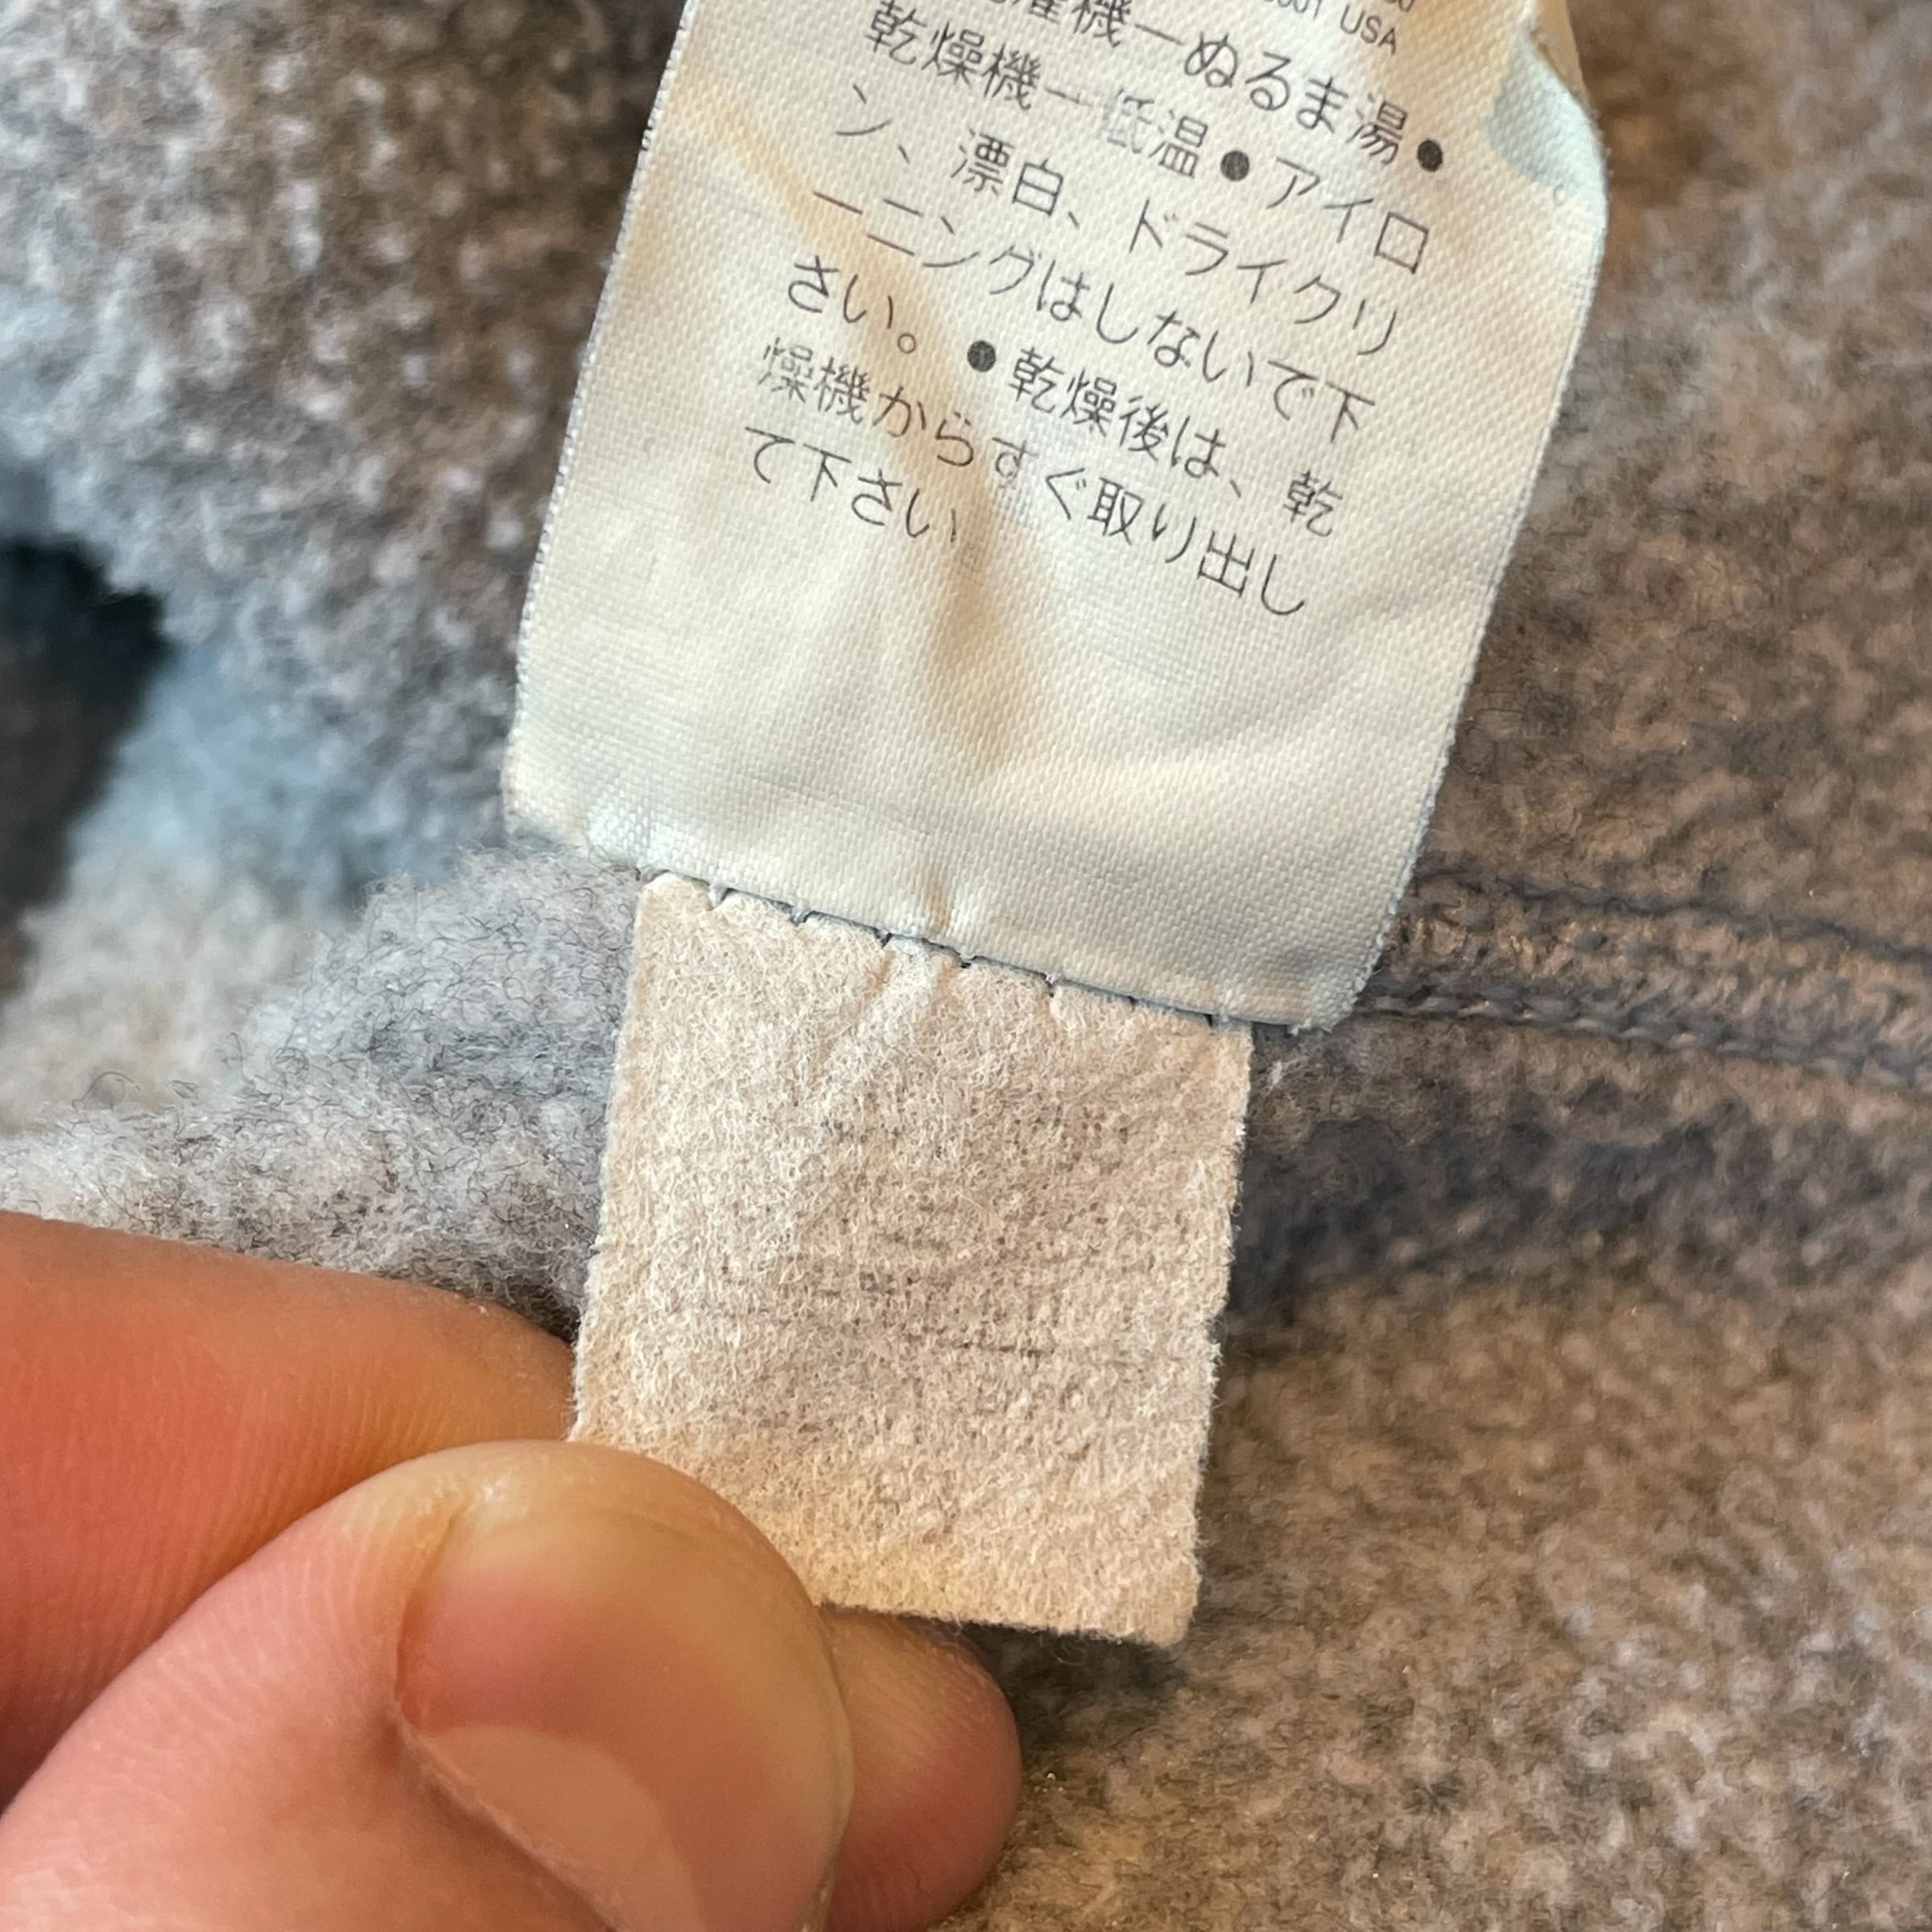 USA
濯機ーぬるま湯●
乾燥機ー低温●アイロ
ン、漂白、ドライクリ
ーニングはしないで下
さい。●乾燥後は、乾
燥機からすぐ取り出し
て下さい